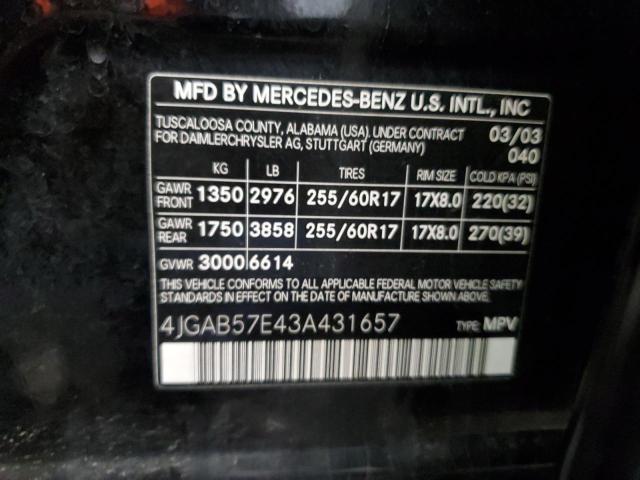 MFD BY MERCEDES-BENZ U.S. INTL., INC
TUSCALOOSA COUNTY, ALABAMA (USA). UNDER CONTRACT 03/03
FOR DAIMLERCHRYSLER AG, STUTTGART (GERMANY) 040
KG LB TIRES RIM SIZE COLD KPA (PSI)
GAWR FRONT 1350 2976 255/60R17 17X8.0 220(32)
GAWR REAR 1750 3858 255/60R17 17X8.0 270(39)
GVWR 3000 6614
THIS VEHICLE CONFORMS TO ALL APPLICABLE FEDERAL MOTOR VEHICLE SAFETY
STANDARDS IN EFFECT ON THE DATE OF MANUFACTURE SHOWN ABOVE.
4JGAB57E43A431657 TYPE: MPV